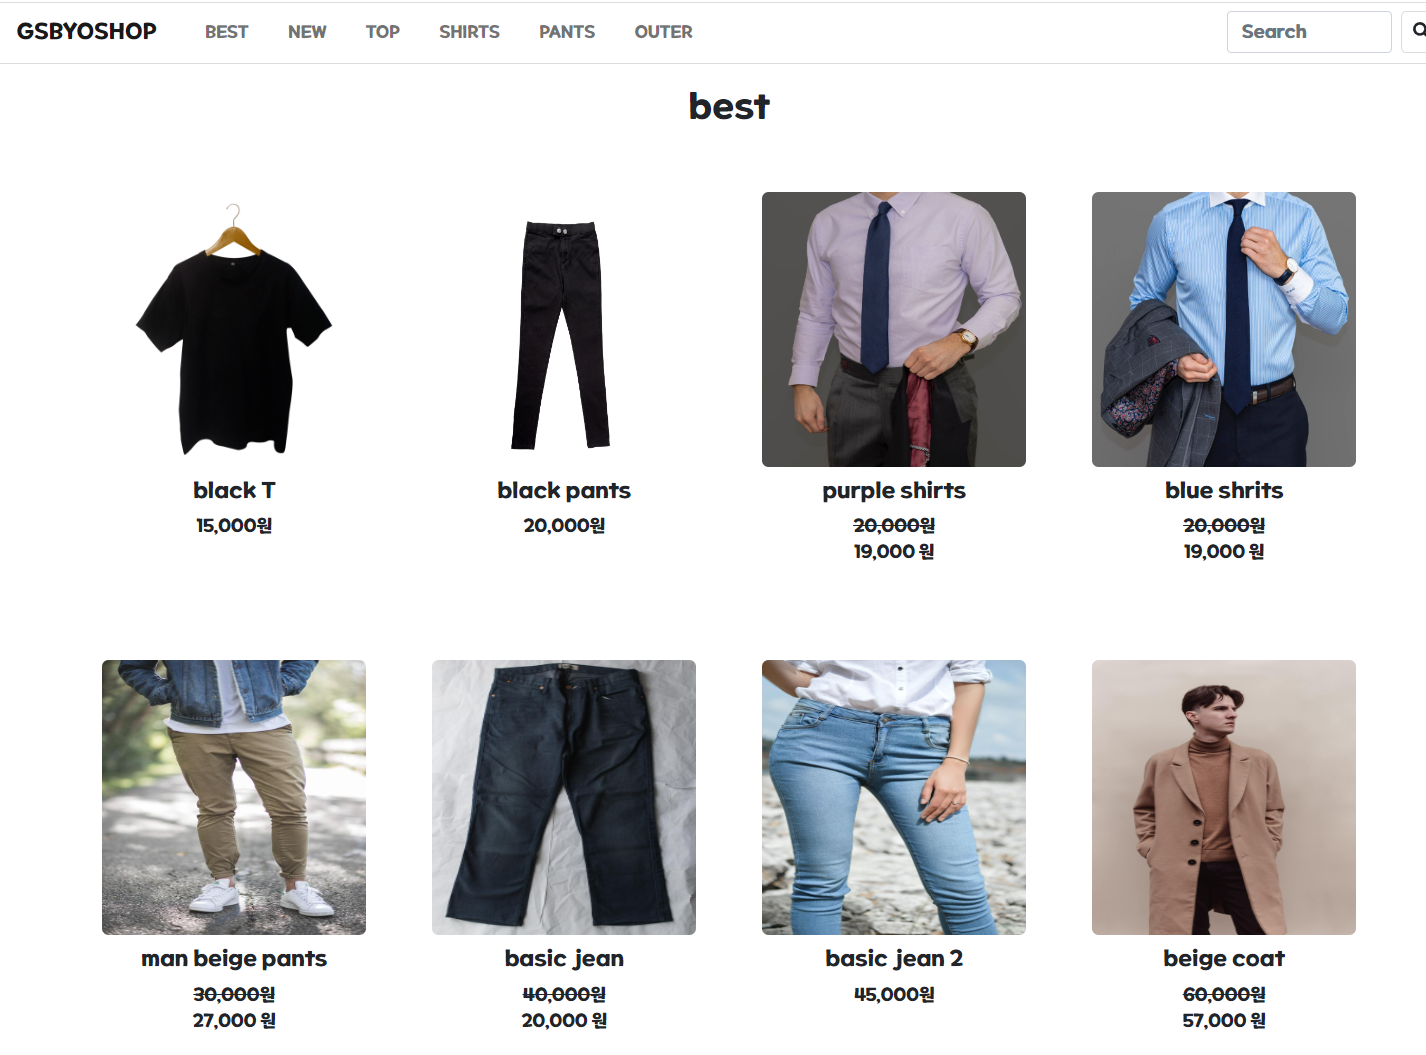 GSBYOSHOP BEST NEW TOP SHIRTS PANTS OUTER Search
best
black T
15,000원
black pants
20,000원
purple shirts
20,000원
19,000 원
blue shrits
20,000원
19,000 원
man beige pants
30,000원
27,000 원
basic jean
40,000원
20,000 원
basic jean 2
45,000원
beige coat
60,000원
57,000 원